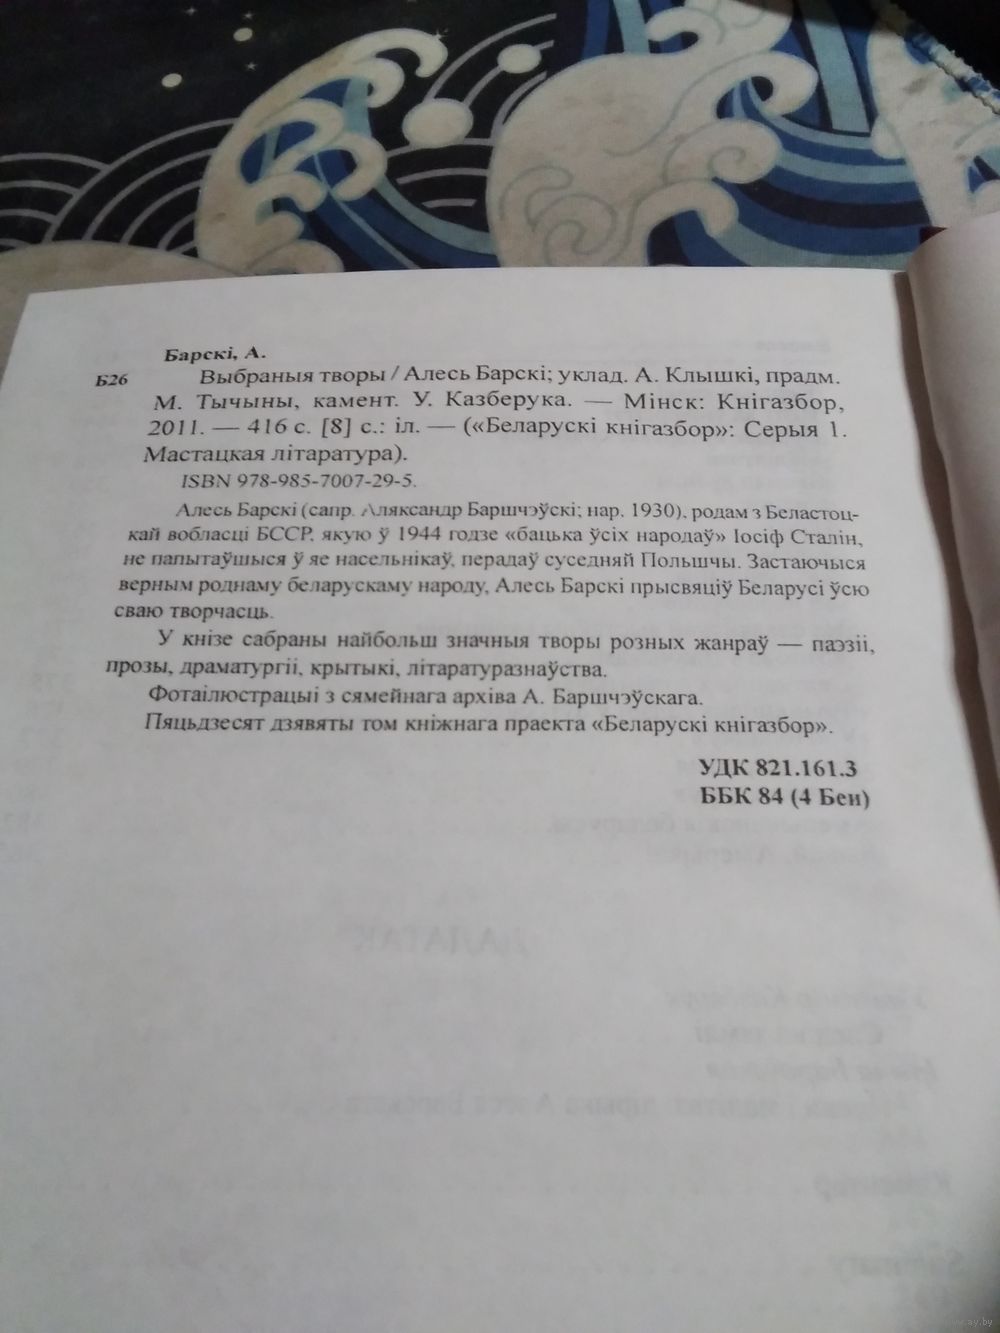 Барскі, А.
Б26 Выбраныя творы / Алесь Барскі; уклад. А. Клышкі, прадм.
М. Тычыны, камент. У. Казберука. — Мінск: Кнігазбор,
2011. — 416 с. [8] с.: іл. — («Беларускі кнігазбор»: Серыя 1.
Мастацкая літаратура).
ISBN 978-985-7007-29-5.
Алесь Барскі (сапр. Аляксандр Баршчэўскі; нар. 1930), родам з Беластоц-
кай вобласці БССР, якую ў 1944 годзе «бацька ўсіх народаў» Іосіф Сталін,
не папытаўшыся ў яе насельнікаў, перадаў суседняй Польшчы. Застаючыся
верным роднаму беларускаму народу, Алесь Барскі прысвяціў Беларусі ўсю
сваю творчасць.
У кнізе сабраны найбольш значныя творы розных жанраў — паэзіі,
прозы, драматургіі, крытыкі, літаратуразнаўства.
Фотаілюстрацыі з сямейнага архіва А. Баршчэўскага.
Пяцьдзесят дзявяты том кніжнага праекта «Беларускі кнігазбор».
УДК 821.161.3
ББК 84 (4 Беи)
www.ay.by